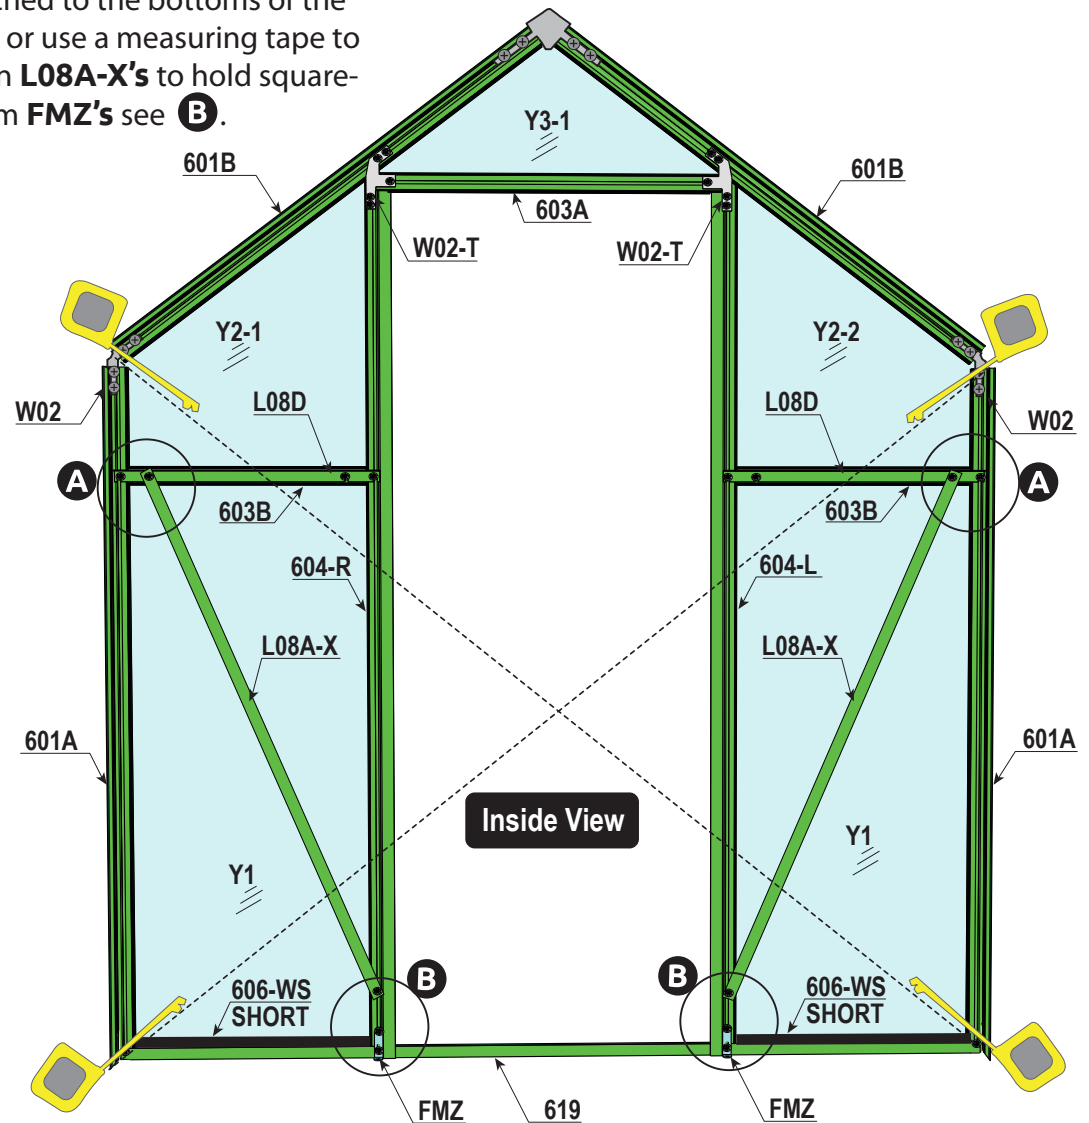 ched to the bottoms of the
or use a measuring tape to
L08A-X's to hold square-
FMZ's see B.
Y3-1
601B
601B
603A
W02-T
W02-T
Y2-1
Y2-2
L08D
L08D
W02
W02
A
A
603B
603B
604-R
604-L
L08A-X
L08A-X
601A
601A
Inside View
Y1
Y1
B
B
606-WS
SHORT
606-WS
SHORT
FMZ
619
FMZ